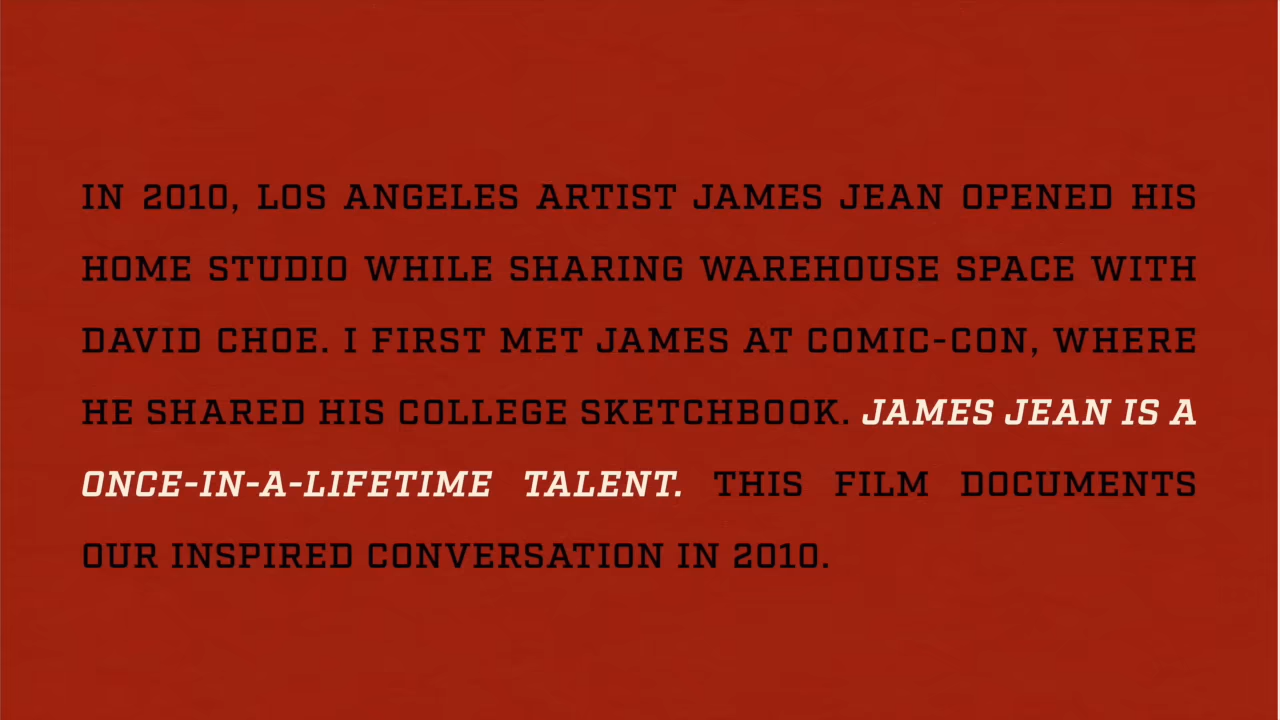 IN 2010, LOS ANGELES ARTIST JAMES JEAN OPENED HIS
HOME STUDIO WHILE SHARING WAREHOUSE SPACE WITH
DAVID CHOE. I FIRST MET JAMES AT COMIC-CON, WHERE
HE SHARED HIS COLLEGE SKETCHBOOK. JAMES JEAN IS A
ONCE-IN-A-LIFETIME TALENT. THIS FILM DOCUMENTS
OUR INSPIRED CONVERSATION IN 2010.